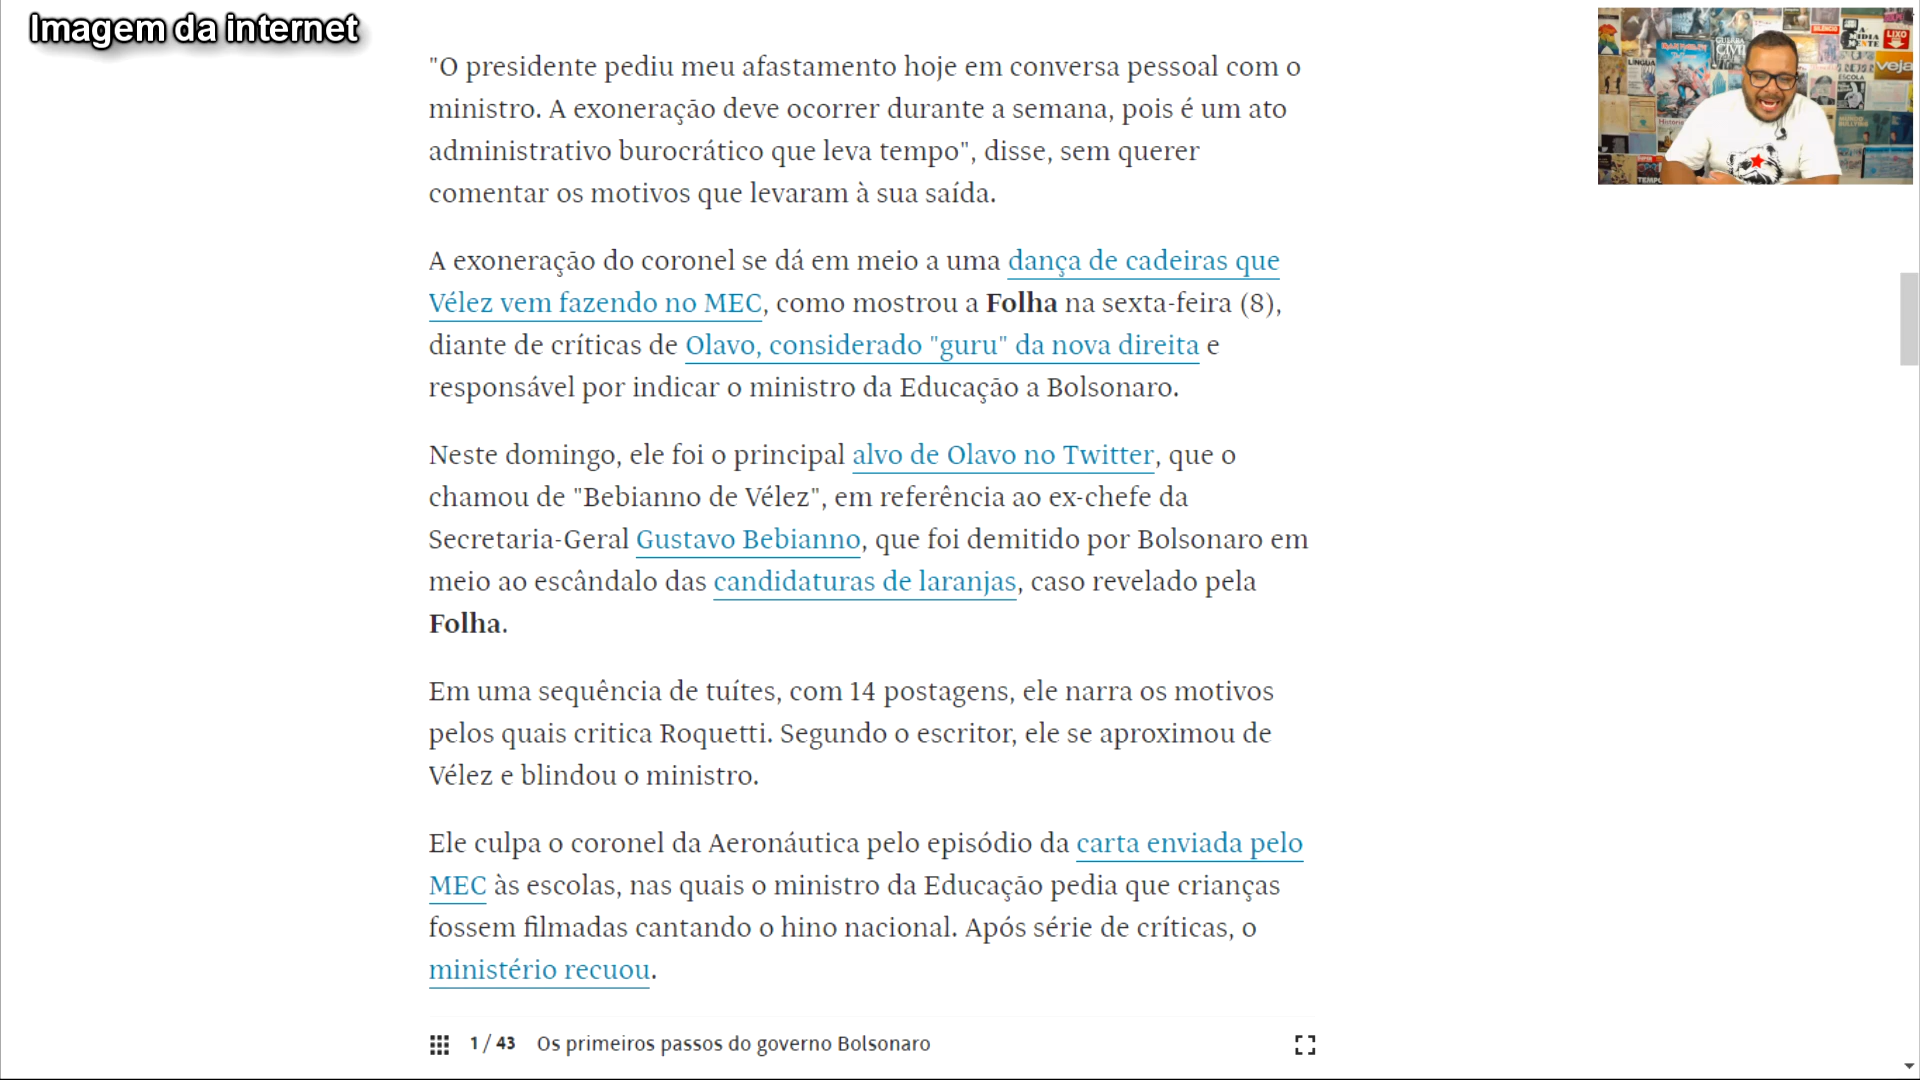 Imagem da internet
"O presidente pediu meu afastamento hoje em conversa pessoal com o
ministro. A exoneração deve ocorrer durante a semana, pois é um ato
administrativo burocrático que leva tempo", disse, sem querer
comentar os motivos que levaram à sua saída.
A exoneração do coronel se dá em meio a uma dança de cadeiras que
Vélez vem fazendo no MEC, como mostrou a Folha na sexta-feira (8),
diante de críticas de Olavo, considerado "guru" da nova direita e
responsável por indicar o ministro da Educação a Bolsonaro.
Neste domingo, ele foi o principal alvo de Olavo no Twitter, que o
chamou de "Bebianno de Vélez", em referência ao ex-chefe da
Secretaria-Geral Gustavo Bebianno, que foi demitido por Bolsonaro em
meio ao escândalo das candidaturas de laranjas, caso revelado pela
Folha.
Em uma sequência de tuítes, com 14 postagens, ele narra os motivos
pelos quais critica Roquetti. Segundo o escritor, ele se aproximou de
Vélez e blindou o ministro.
Ele culpa o coronel da Aeronáutica pelo episódio da carta enviada pelo
MEC às escolas, nas quais o ministro da Educação pedia que crianças
fossem filmadas cantando o hino nacional. Após série de críticas, o
ministério recuou.
1 / 43 Os primeiros passos do governo Bolsonaro
LIXO
veja